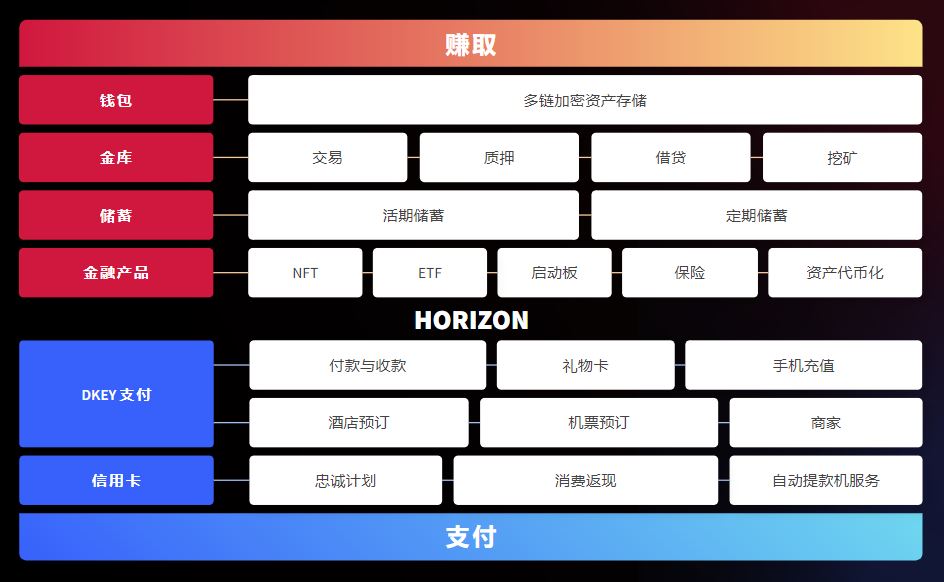 赚取
钱包
多链加密资产存储
金库
交易
质押
借贷
挖矿
储蓄
活期储蓄
定期储蓄
金融产品
NFT
ETF
启动板
保险
资产代币化
HORIZON
DKEY 支付
付款与收款
礼物卡
手机充值
酒店预订
机票预订
商家
信用卡
忠诚计划
消费返现
自动提款机服务
支付